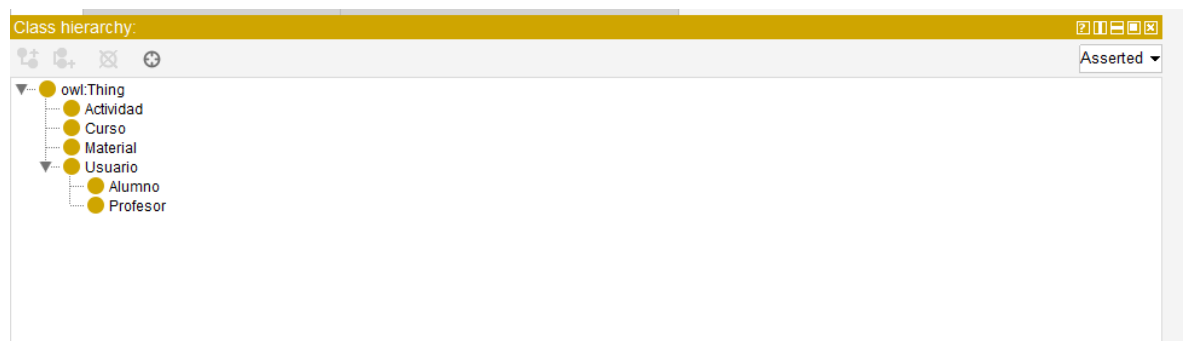 Class hierarchy:
Asserted
owl:Thing
Actividad
Curso
Material
Usuario
Alumno
Profesor